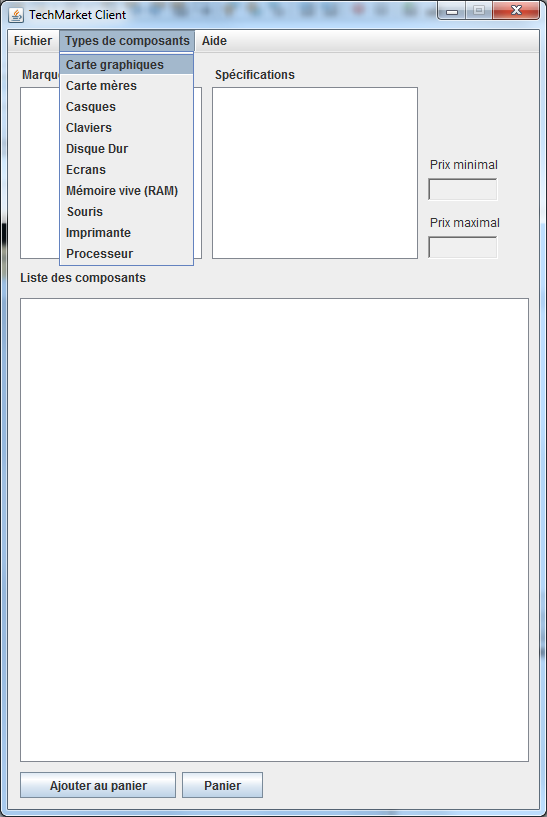 TechMarket Client
Fichier Types de composants Aide
Carte graphiques
Carte mères
Casques
Claviers
Disque Dur
Ecrans
Mémoire vive (RAM)
Souris
Imprimante
Processeur
Spécifications
Prix minimal
Prix maximal
Liste des composants
Ajouter au panier Panier